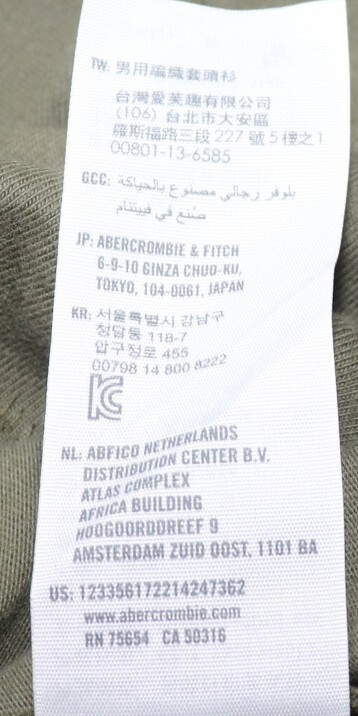 TW: 男用編織套頭衫
台灣愛芙趣有限公司
(106) 台北市大安區
羅斯福路三段 227 號 5 樓之 1
00801-13-6585
GCC: بلوفر رجالي مصنوع بالحياكة
صُنع في فييتنام
JP: ABERCROMBIE & FITCH
6-9-10 GINZA CHUO-KU,
TOKYO, 104-0061, JAPAN
KR: 서울특별시 강남구
청담동 118-7
압구정로 455
00798 14 800 8222
NL: ABFICO NETHERLANDS
DISTRIBUTION CENTER B.V.
ATLAS COMPLEX
AFRICA BUILDING
HOOGOORDDREEF 9
AMSTERDAM ZUID OOST, 1101 BA
US: 123356172214247362
www.abercrombie.com
RN 75654 CA 50316